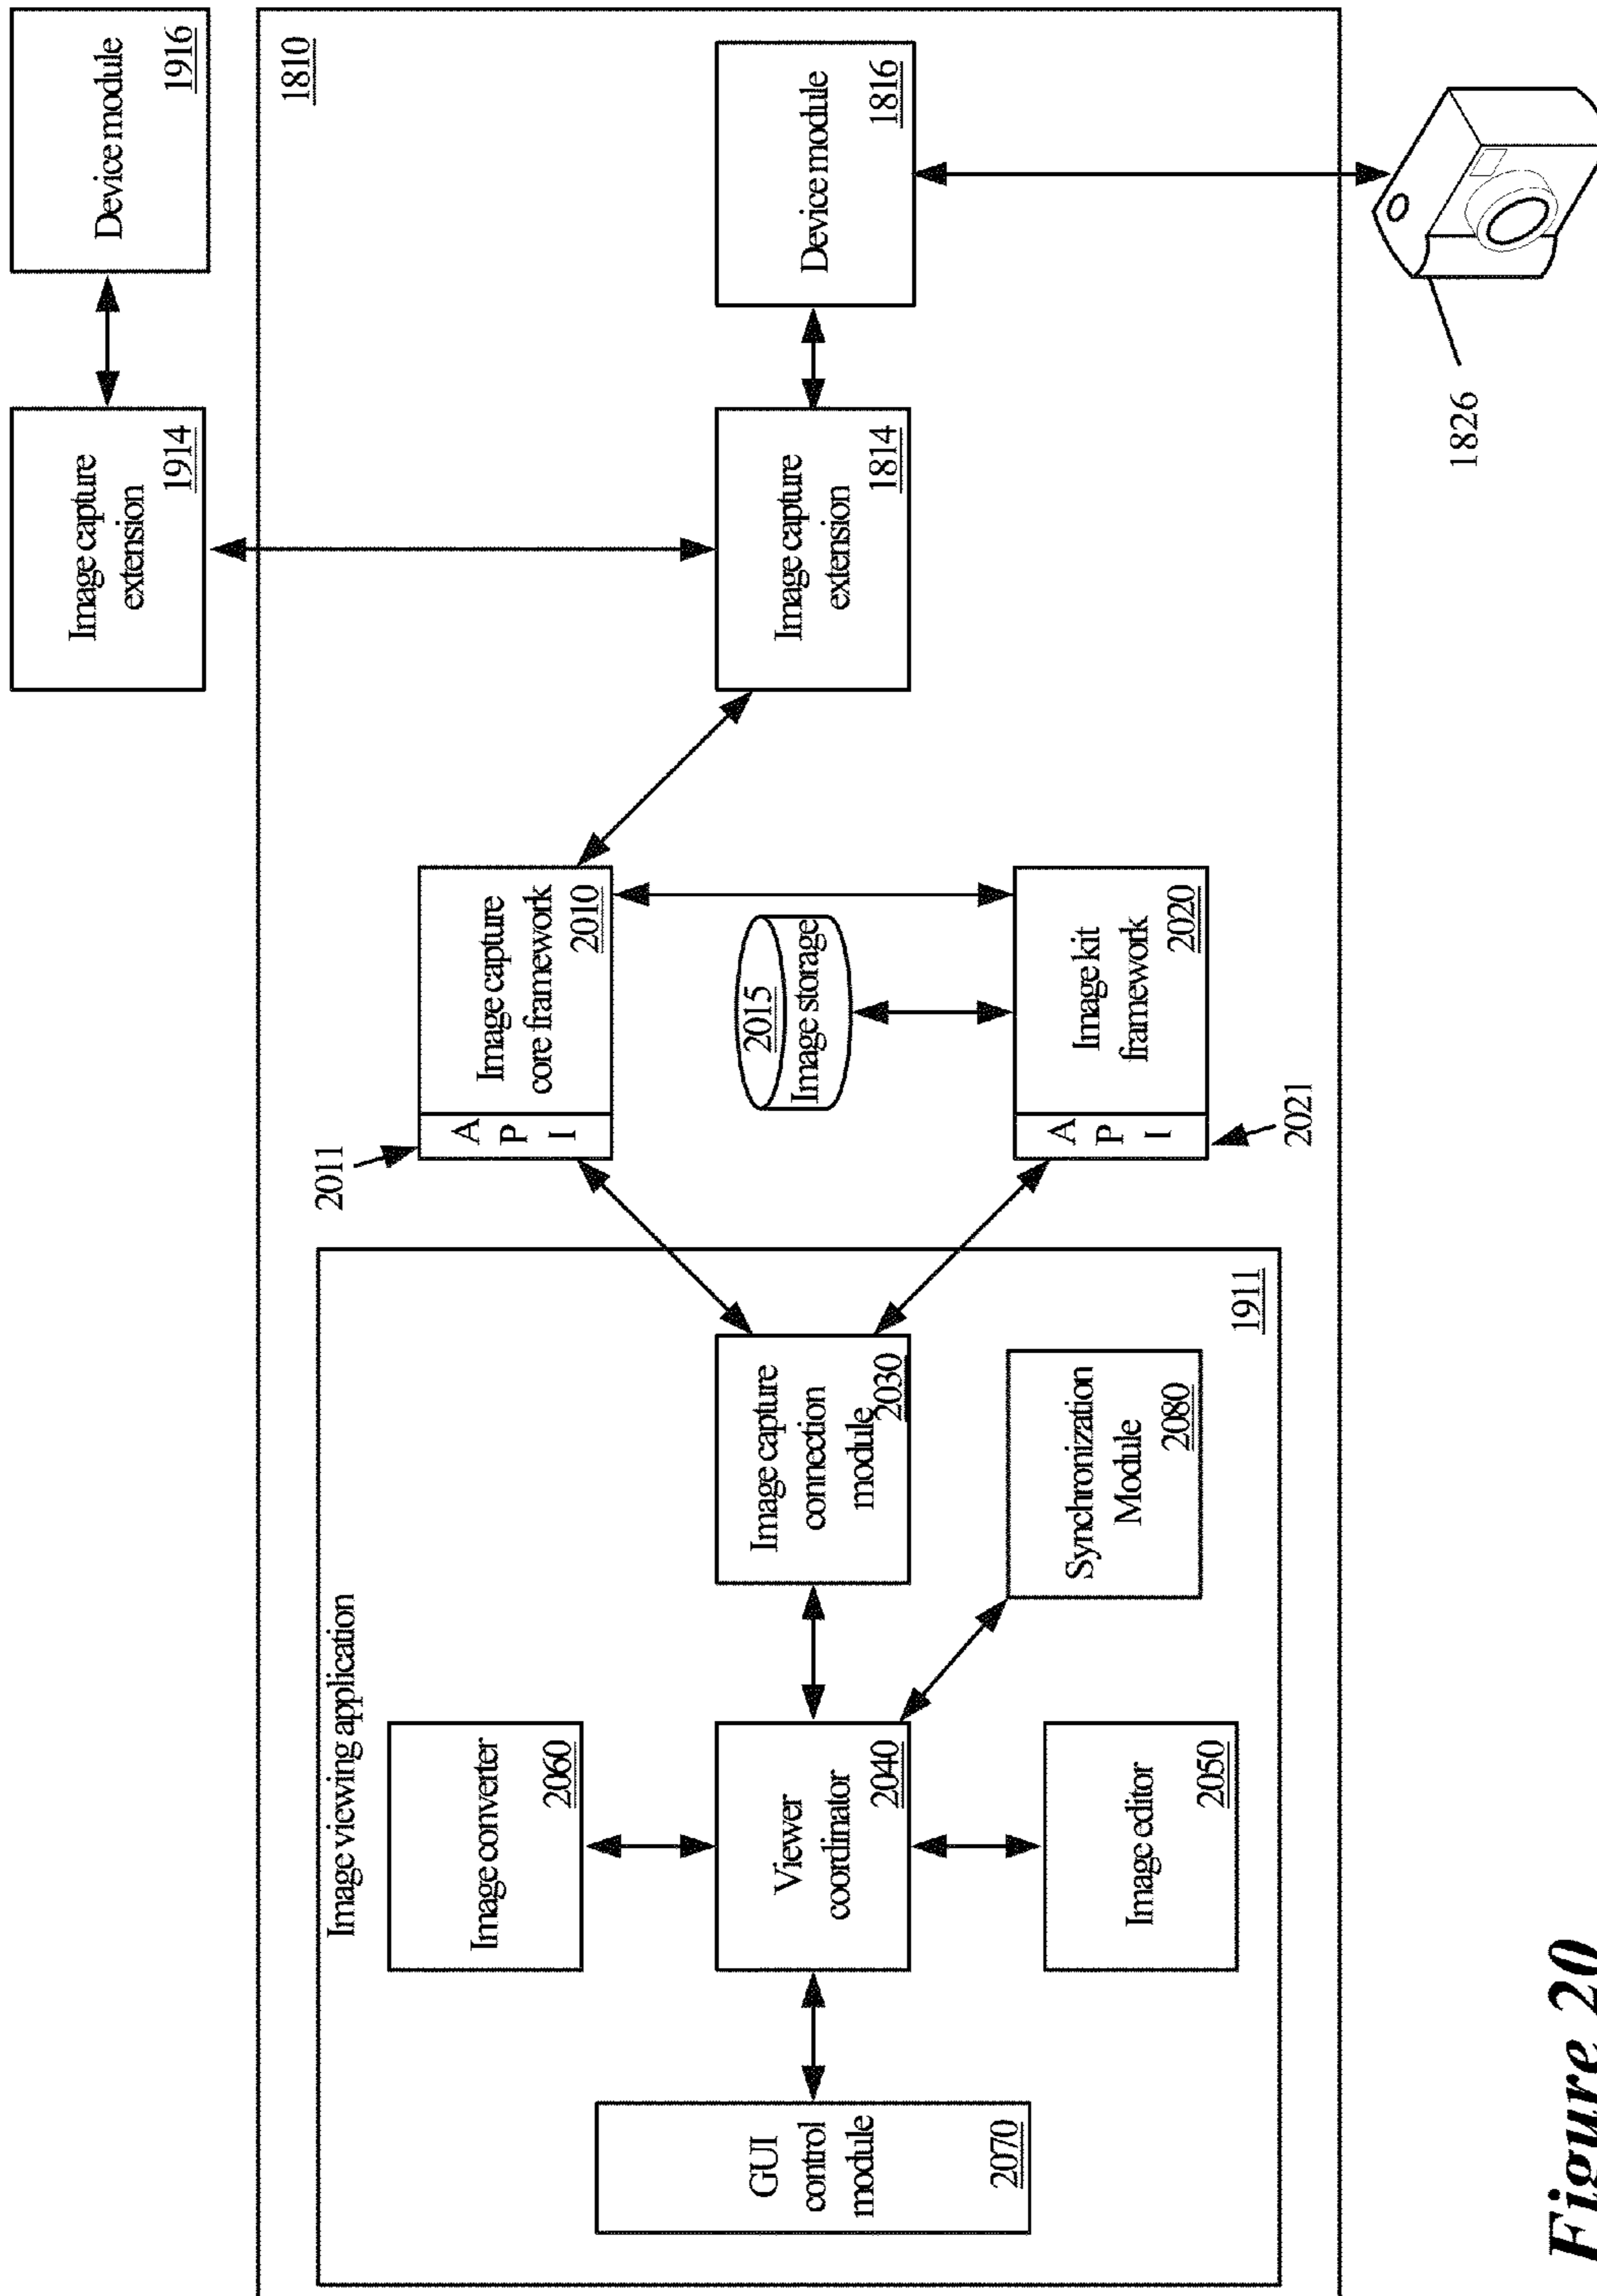 Image viewing application
GUI
control
module
2070
Image converter
2060
Viewer
coordinator
2040
Image editor
2050
Image capture
connection
module
2030
Synchronization
Module
2080
1911
2011
A
P
I
Image capture
core framework
2010
2015
Image storage
A
P
I
Image kit
framework
2020
2021
Image capture
extension
1814
Device module
1816
1810
Image capture
extension
1914
Device module
1916
1826
Figure 20